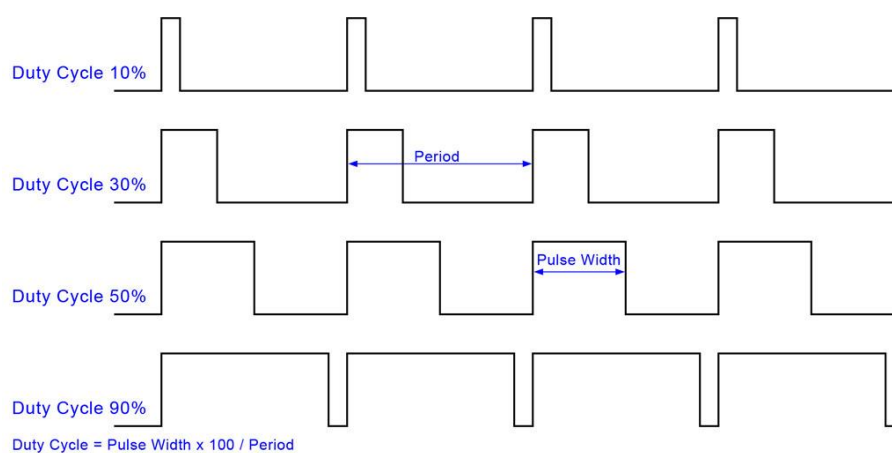 Duty Cycle 10%
Period
Duty Cycle 30%
Pulse Width
Duty Cycle 50%
Duty Cycle 90%
Duty Cycle = Pulse Width x 100 / Period